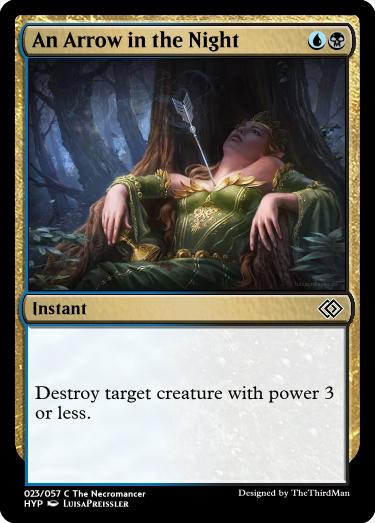 An Arrow in the Night
Instant
Destroy target creature with power 3
or less.
023/057 C The Necromancer
Designed by TheThirdMan
HYP LuisaPreissler